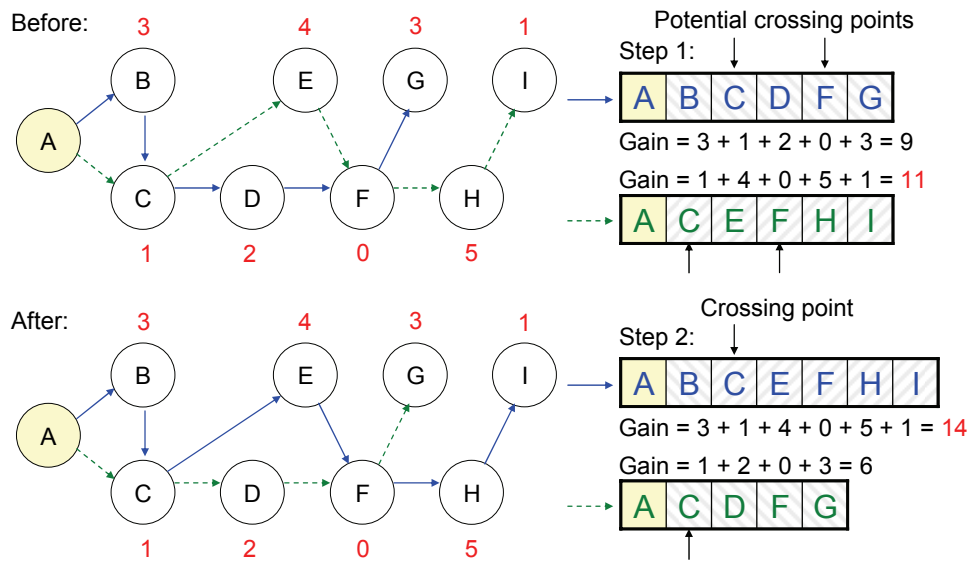 Before:
3
4
3
1
B
E
G
I
A
C
D
F
H
1
2
0
5
Potential crossing points
Step 1:
A B C D F G
Gain = 3 + 1 + 2 + 0 + 3 = 9
Gain = 1 + 4 + 0 + 5 + 1 = 11
A C E F H I
After:
3
4
3
1
B
E
G
I
A
C
D
F
H
1
2
0
5
Crossing point
Step 2:
A B C E F H I
Gain = 3 + 1 + 4 + 0 + 5 + 1 = 14
Gain = 1 + 2 + 0 + 3 = 6
A C D F G